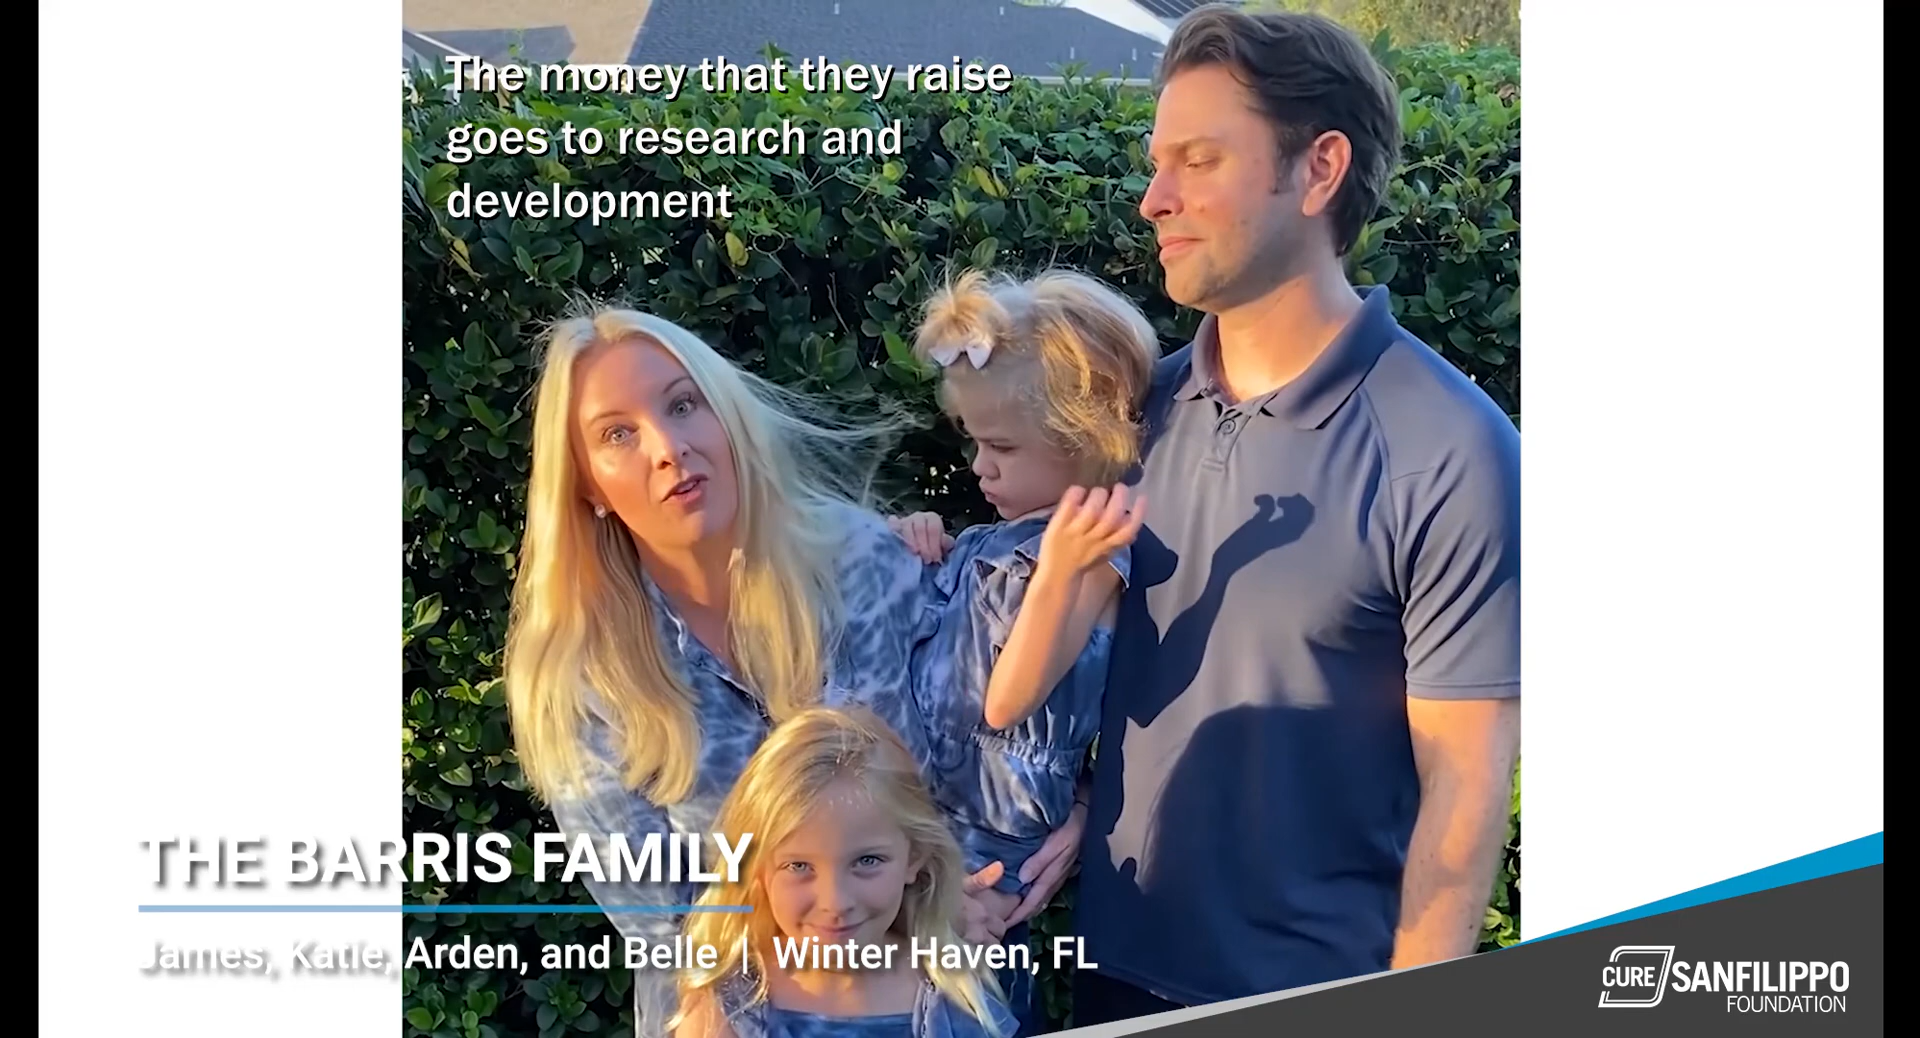 The money that they raise
goes to research and
development
THE BARRIS FAMILY
James, Katie, Arden, and Belle | Winter Haven, FL
CURE SANFILIPPO
FOUNDATION